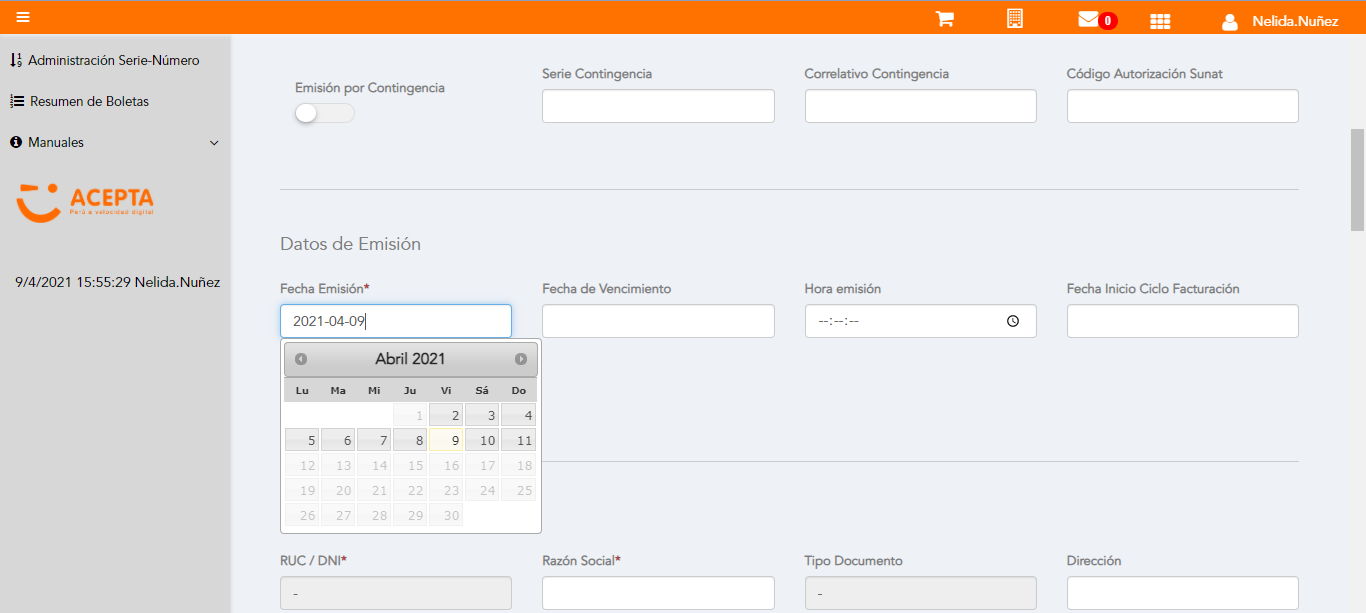 0
Nelida.Nuñez
Administración Serie-Número
Resumen de Boletas
Manuales
ACEPTA
Perú a velocidad digital
9/4/2021 15:55:29 Nelida.Nuñez
Emisión por Contingencia
Serie Contingencia
Correlativo Contingencia
Código Autorización Sunat
Datos de Emisión
Fecha Emisión*
Fecha de Vencimiento
Hora emisión
Fecha Inicio Ciclo Facturación
2021-04-09
--:--:--
Abril 2021
Lu Ma Mi Ju Vi Sá Do
1 2 3 4
5 6 7 8 9 10 11
12 13 14 15 16 17 18
19 20 21 22 23 24 25
26 27 28 29 30
RUC / DNI*
Razón Social*
Tipo Documento
Dirección
-
-